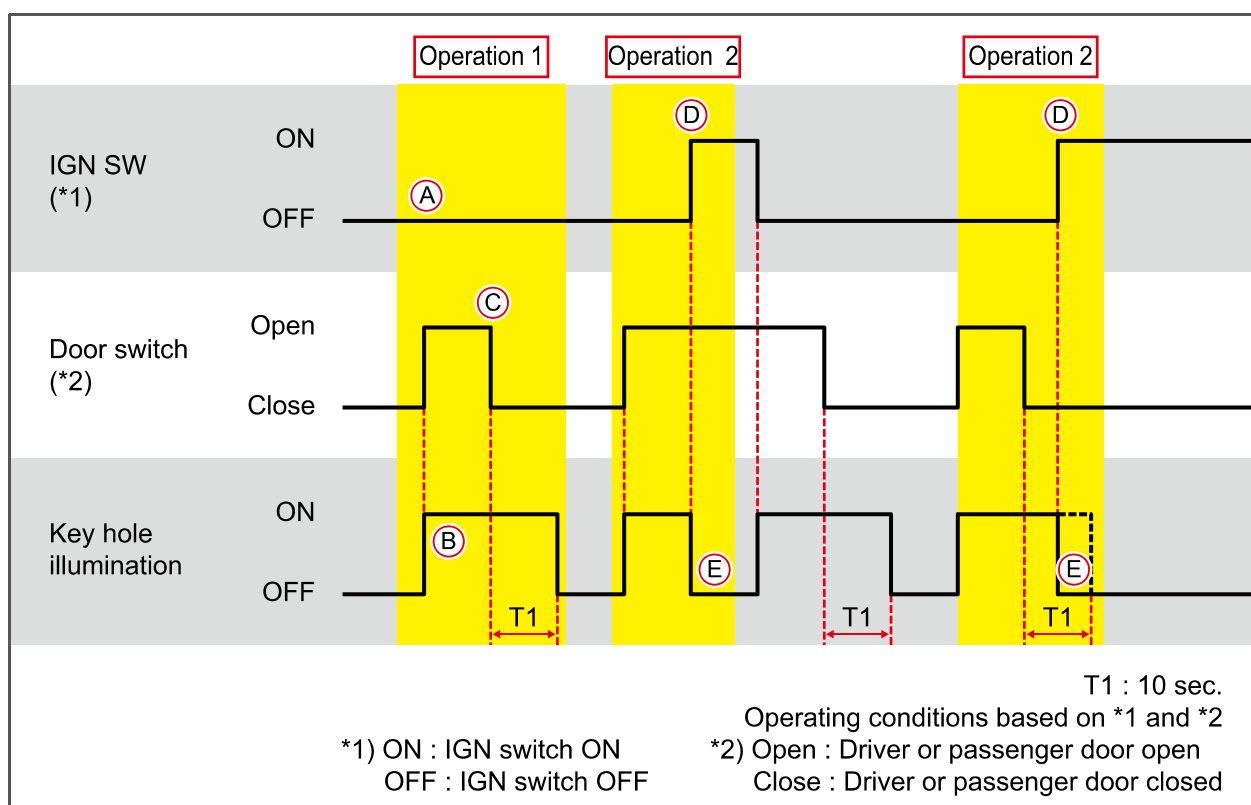 Operation 1
Operation 2
Operation 2
IGN SW
(*1)
ON
OFF
A
D
D
Door switch
(*2)
Open
Close
C
Key hole
illumination
ON
OFF
B
E
E
T1
T1
T1
T1 : 10 sec.
Operating conditions based on *1 and *2
*1) ON : IGN switch ON
OFF : IGN switch OFF
*2) Open : Driver or passenger door open
Close : Driver or passenger door closed